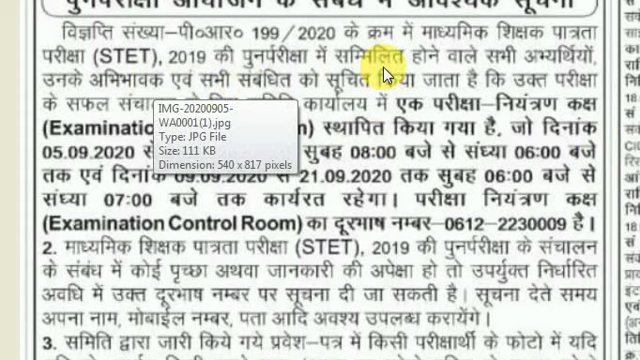 पुनर्परीक्षा आयोजन के संबंध में आवश्यक सूचना
विज्ञप्ति संख्या-पी०आर० 199/2020 के क्रम में माध्यमिक शिक्षक पात्रता
परीक्षा (STET), 2019 की पुनर्परीक्षा में सम्मिलित होने वाले सभी अभ्यर्थियों,
उनके अभिभावक एवं सभी संबंधित को सूचित किया जाता है कि उक्त परीक्षा
के सफल कार्यालय में एक परीक्षा-नियंत्रण कक्ष
(Examination स्थापित किया गया है, जो दिनांक
05.09.2020 से सुबह 08:00 बजे से संध्या 06:00 बजे
तक एवं दिनांक 09.09.2020 से 21.09.2020 तक सुबह 06:00 बजे से
संध्या 07:00 बजे तक कार्यरत रहेगा। परीक्षा नियंत्रण कक्ष
(Examination Control Room) का दूरभाष नम्बर-0612-2230009 है।
2. माध्यमिक शिक्षक पात्रता परीक्षा (STET), 2019 की पुनर्परीक्षा के संचालन
के संबंध में कोई पृच्छा अथवा जानकारी की अपेक्षा हो तो उपर्युक्त निर्धारित
अवधि में उक्त दूरभाष नम्बर पर सूचना दी जा सकती है। सूचना देते समय
अपना नाम, मोबाईल नम्बर, पता आदि अवश्य उपलब्ध करायेंगे।
3. समिति द्वारा जारी किये गये प्रवेश-पत्र में किसी परीक्षार्थी के फोटो में यदि
IMG-20200905-
WA0001(1).jpg
Type: JPG File
Size: 111 KB
Dimension: 540 x 817 pixels